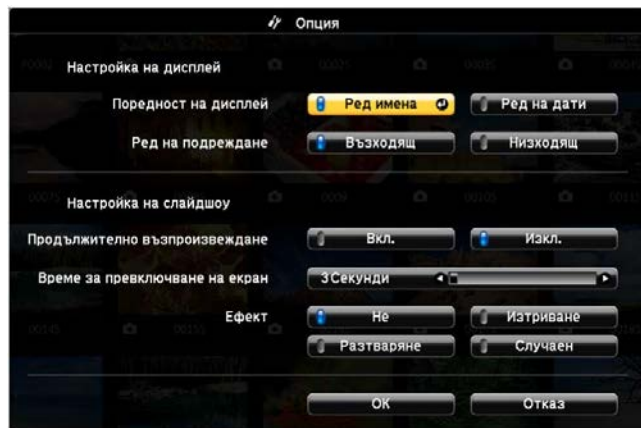 Опция
Настройка на дисплей
Поредност на дисплей Ред имена Ред на дати
Ред на подреждане Възходящ Низходящ
Настройка на слайдшоу
Продължително възпроизвеждане Вкл. Изкл.
Време за превключване на екран 3Секунди
Ефект Не Изтриване
Разтваряне Случаен
OK Отказ